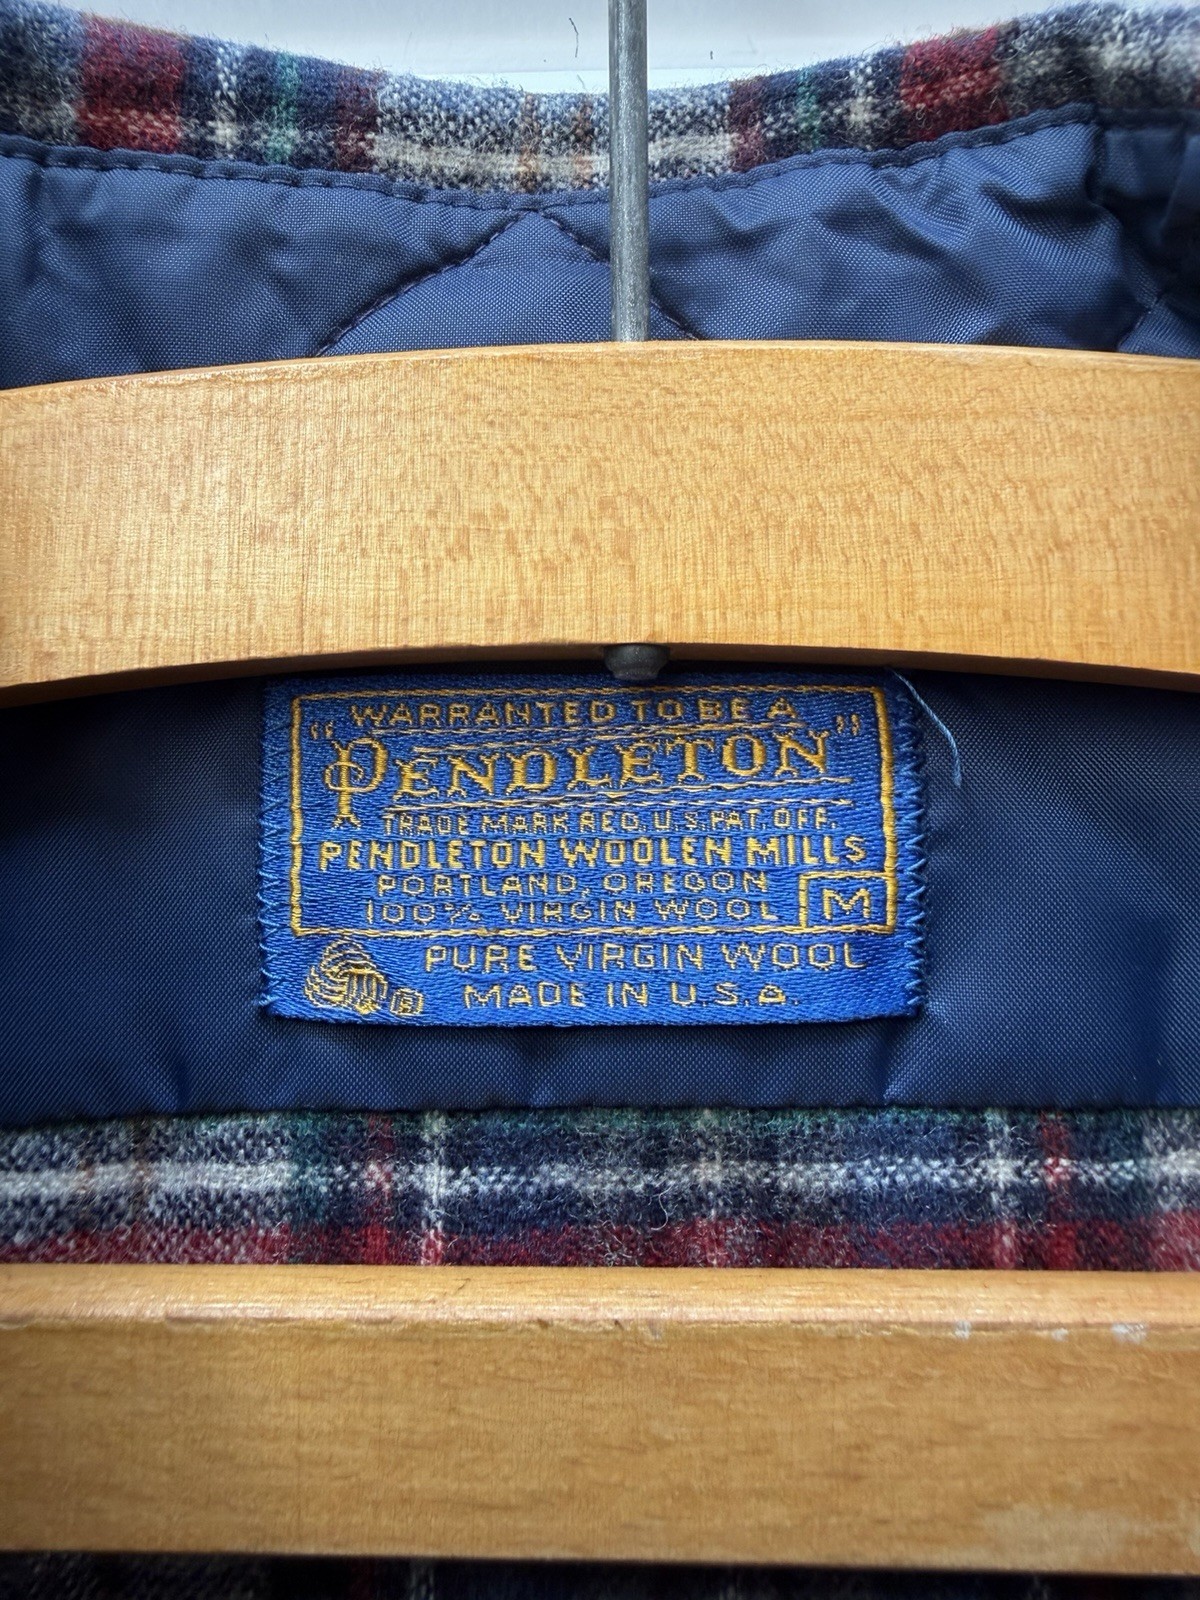 WARRANTED TO BE A
"PENDLETON"
TRADE MARK REG. U.S. PAT. OFF.
PENDLETON WOOLEN MILLS
PORTLAND, OREGON
100% VIRGIN WOOL M
PURE VIRGIN WOOL
® MADE IN U.S.A.